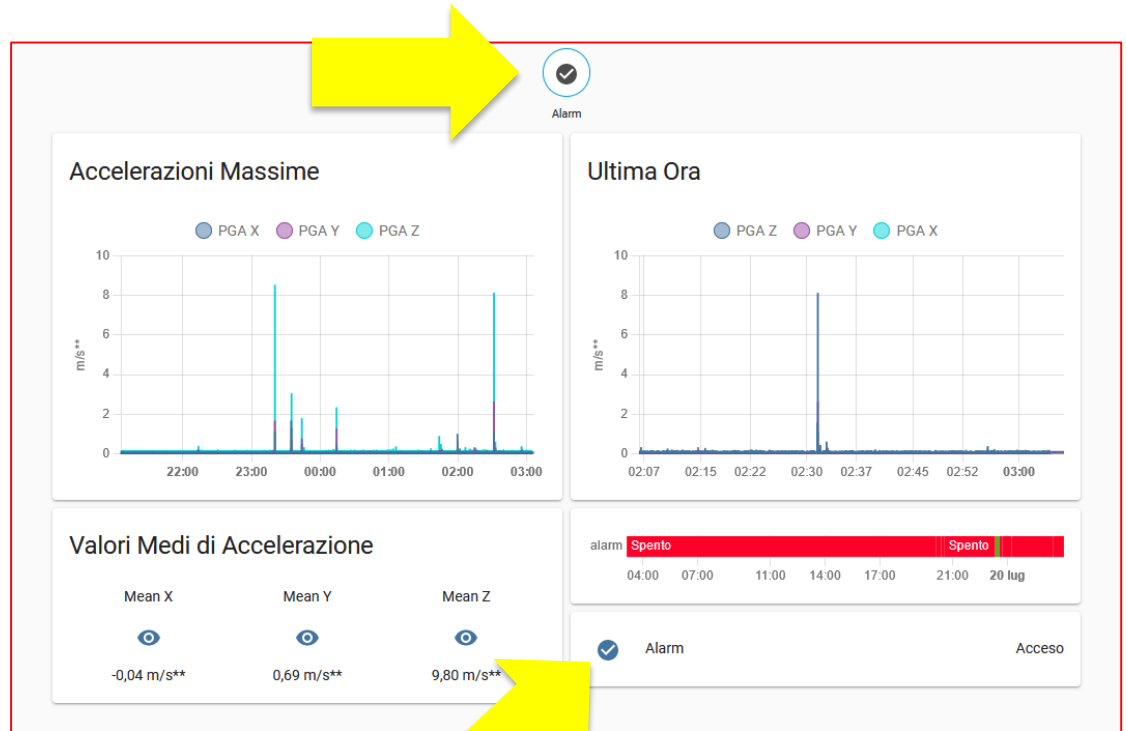 Alarm
Accelerazioni Massime
PGA X PGA Y PGA Z
10
8
6
4
2
0
m/s**
22:00 23:00 00:00 01:00 02:00 03:00
Ultima Ora
PGA Z PGA Y PGA X
10
8
6
4
2
0
m/s**
02:07 02:15 02:22 02:30 02:37 02:45 02:52 03:00
Valori Medi di Accelerazione
Mean X Mean Y Mean Z
-0,04 m/s** 0,69 m/s** 9,80 m/s**
alarm Spento Spento
04:00 07:00 11:00 14:00 17:00 21:00 20 lug
Alarm Acceso